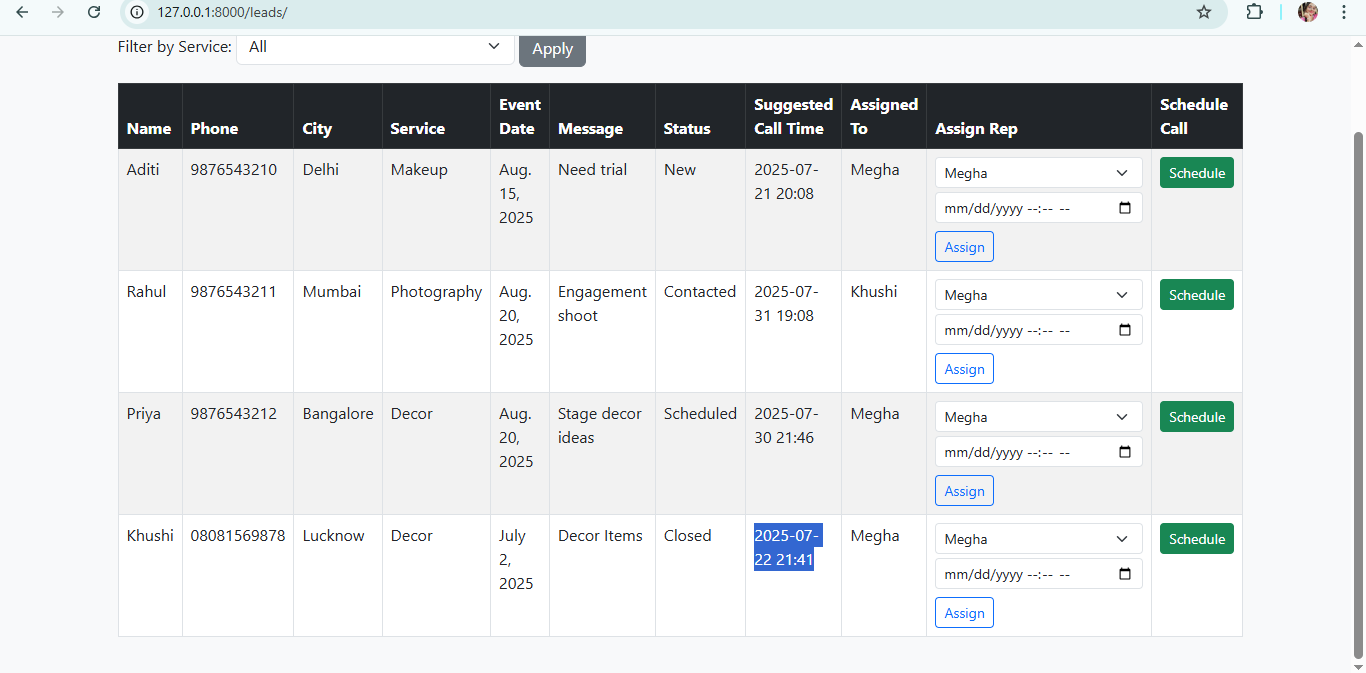 127.0.0.1:8000/leads/
Filter by Service: All Apply
Name Phone City Service Event Date Message Status Suggested Call Time Assigned To Assign Rep Schedule Call
Aditi 9876543210 Delhi Makeup Aug. 15, 2025 Need trial New 2025-07-21 20:08 Megha Megha Schedule
mm/dd/yyyy --:-- --
Assign
Rahul 9876543211 Mumbai Photography Aug. 20, 2025 Engagement shoot Contacted 2025-07-31 19:08 Khushi Megha Schedule
mm/dd/yyyy --:-- --
Assign
Priya 9876543212 Bangalore Decor Aug. 20, 2025 Stage decor ideas Scheduled 2025-07-30 21:46 Megha Megha Schedule
mm/dd/yyyy --:-- --
Assign
Khushi 08081569878 Lucknow Decor July 2, 2025 Decor Items Closed 2025-07-22 21:41 Megha Megha Schedule
mm/dd/yyyy --:-- --
Assign